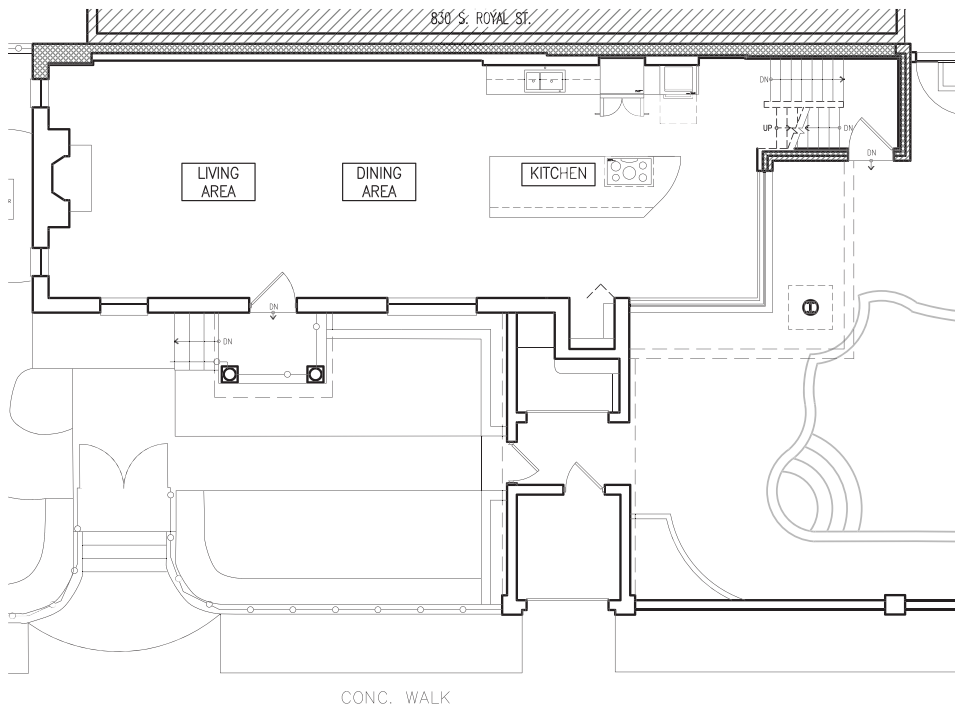 830 S. ROYAL ST.
DN
UP
DN
DN
LIVING
AREA
DINING
AREA
KITCHEN
DN
DN
CONC. WALK